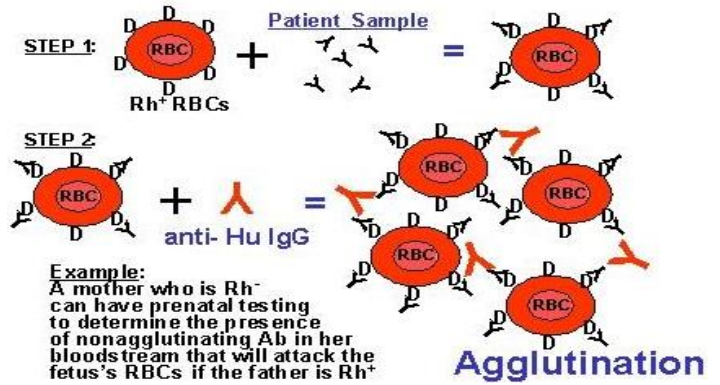 STEP 1:
Patient Sample
D D D D D D
RBC
+
=
D D D D D D
RBC
Rh⁺ RBCs
STEP 2:
D D D D D D
RBC
+
anti- Hu IgG
=
D D D D D D
RBC
D D D D D D
RBC
D D D D D D
RBC
D D D D D D
RBC
Agglutination
Example:
A mother who is Rh⁻
can have prenatal testing
to determine the presence
of nonagglutinating Ab in her
bloodstream that will attack the
fetus's RBCs if the father is Rh⁺